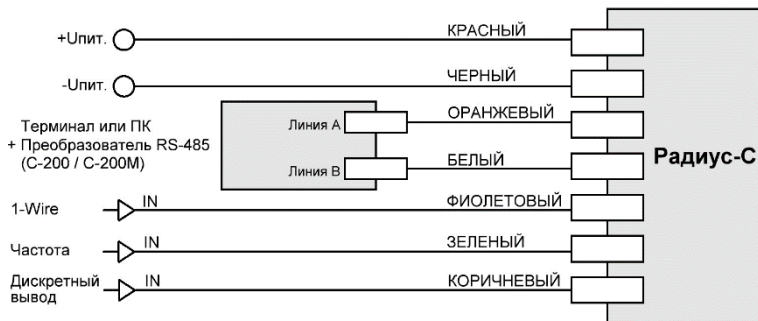 +Uпит.
КРАСНЫЙ
-Uпит.
ЧЕРНЫЙ
Терминал или ПК
+ Преобразователь RS-485
(С-200 / С-200М)
Линия А
ОРАНЖЕВЫЙ
Линия В
БЕЛЫЙ
Радиус-С
1-Wire
IN
ФИОЛЕТОВЫЙ
Частота
IN
ЗЕЛЕНЫЙ
Дискретный
вывод
IN
КОРИЧНЕВЫЙ